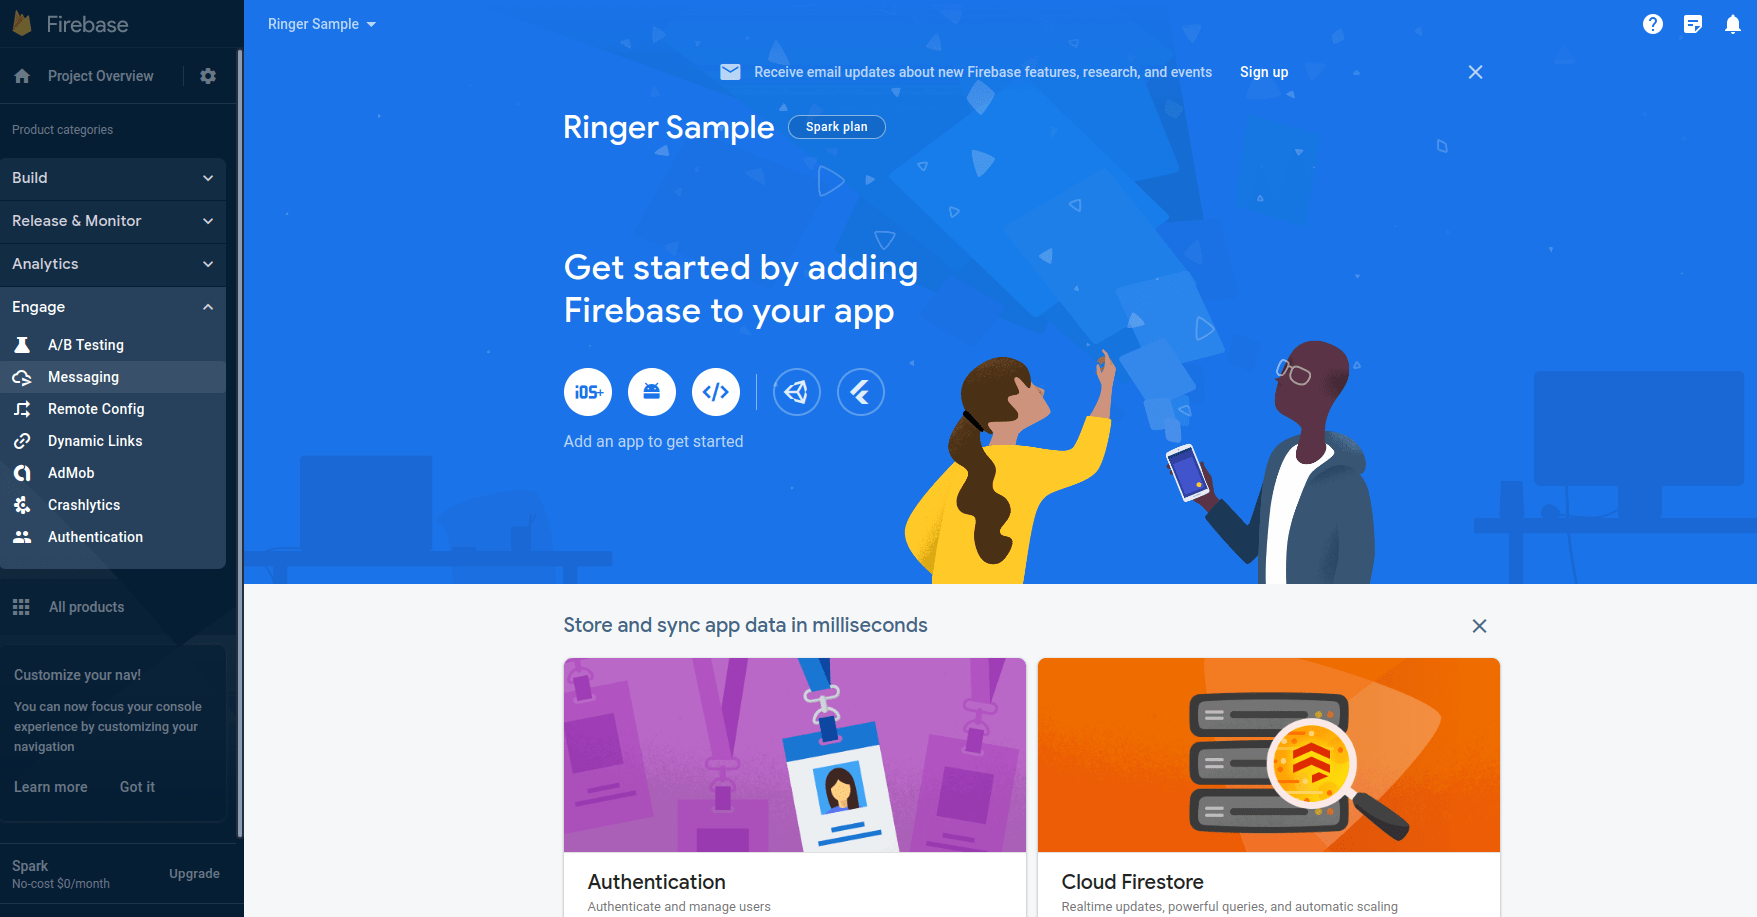 Firebase
Project Overview
Product categories
Build
Release & Monitor
Analytics
Engage
A/B Testing
Messaging
Remote Config
Dynamic Links
AdMob
Crashlytics
Authentication
All products
Customize your nav!
You can now focus your console
experience by customizing your
navigation
Learn more Got it
Spark
No-cost $0/month
Upgrade
Ringer Sample
Receive email updates about new Firebase features, research, and events Sign up
Ringer Sample Spark plan
Get started by adding
Firebase to your app
iOS+
Add an app to get started
Store and sync app data in milliseconds
Authentication
Authenticate and manage users
Cloud Firestore
Realtime updates, powerful queries, and automatic scaling